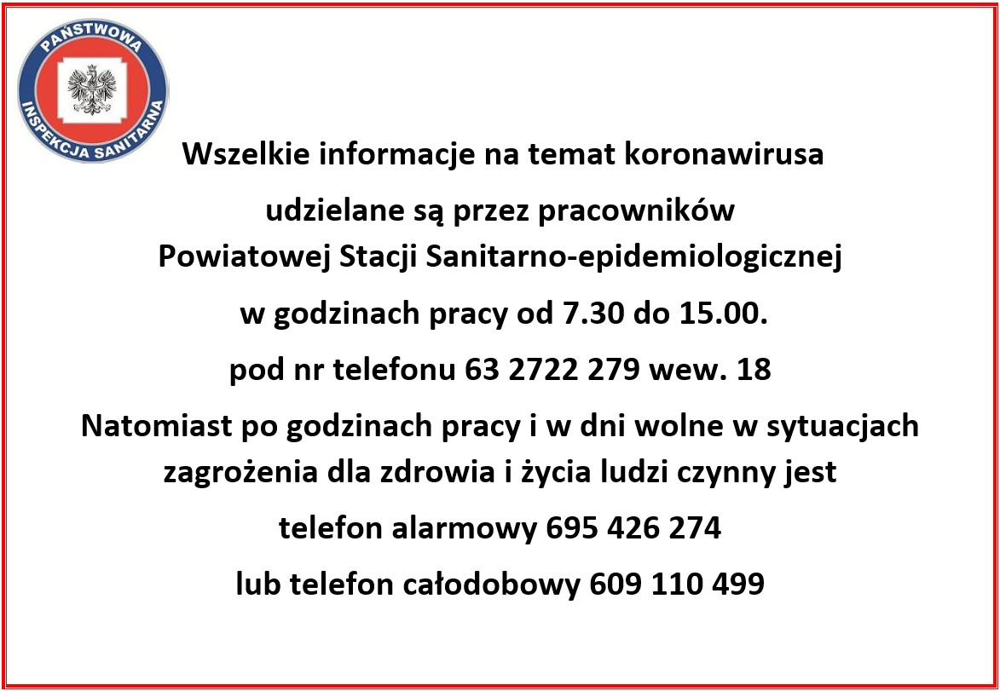 PAŃSTWOWA
INSPEKCJA SANITARNA
Wszelkie informacje na temat koronawirusa
udzielane są przez pracowników
Powiatowej Stacji Sanitarno-epidemiologicznej
w godzinach pracy od 7.30 do 15.00.
pod nr telefonu 63 2722 279 wew. 18
Natomiast po godzinach pracy i w dni wolne w sytuacjach
zagrożenia dla zdrowia i życia ludzi czynny jest
telefon alarmowy 695 426 274
lub telefon całodobowy 609 110 499